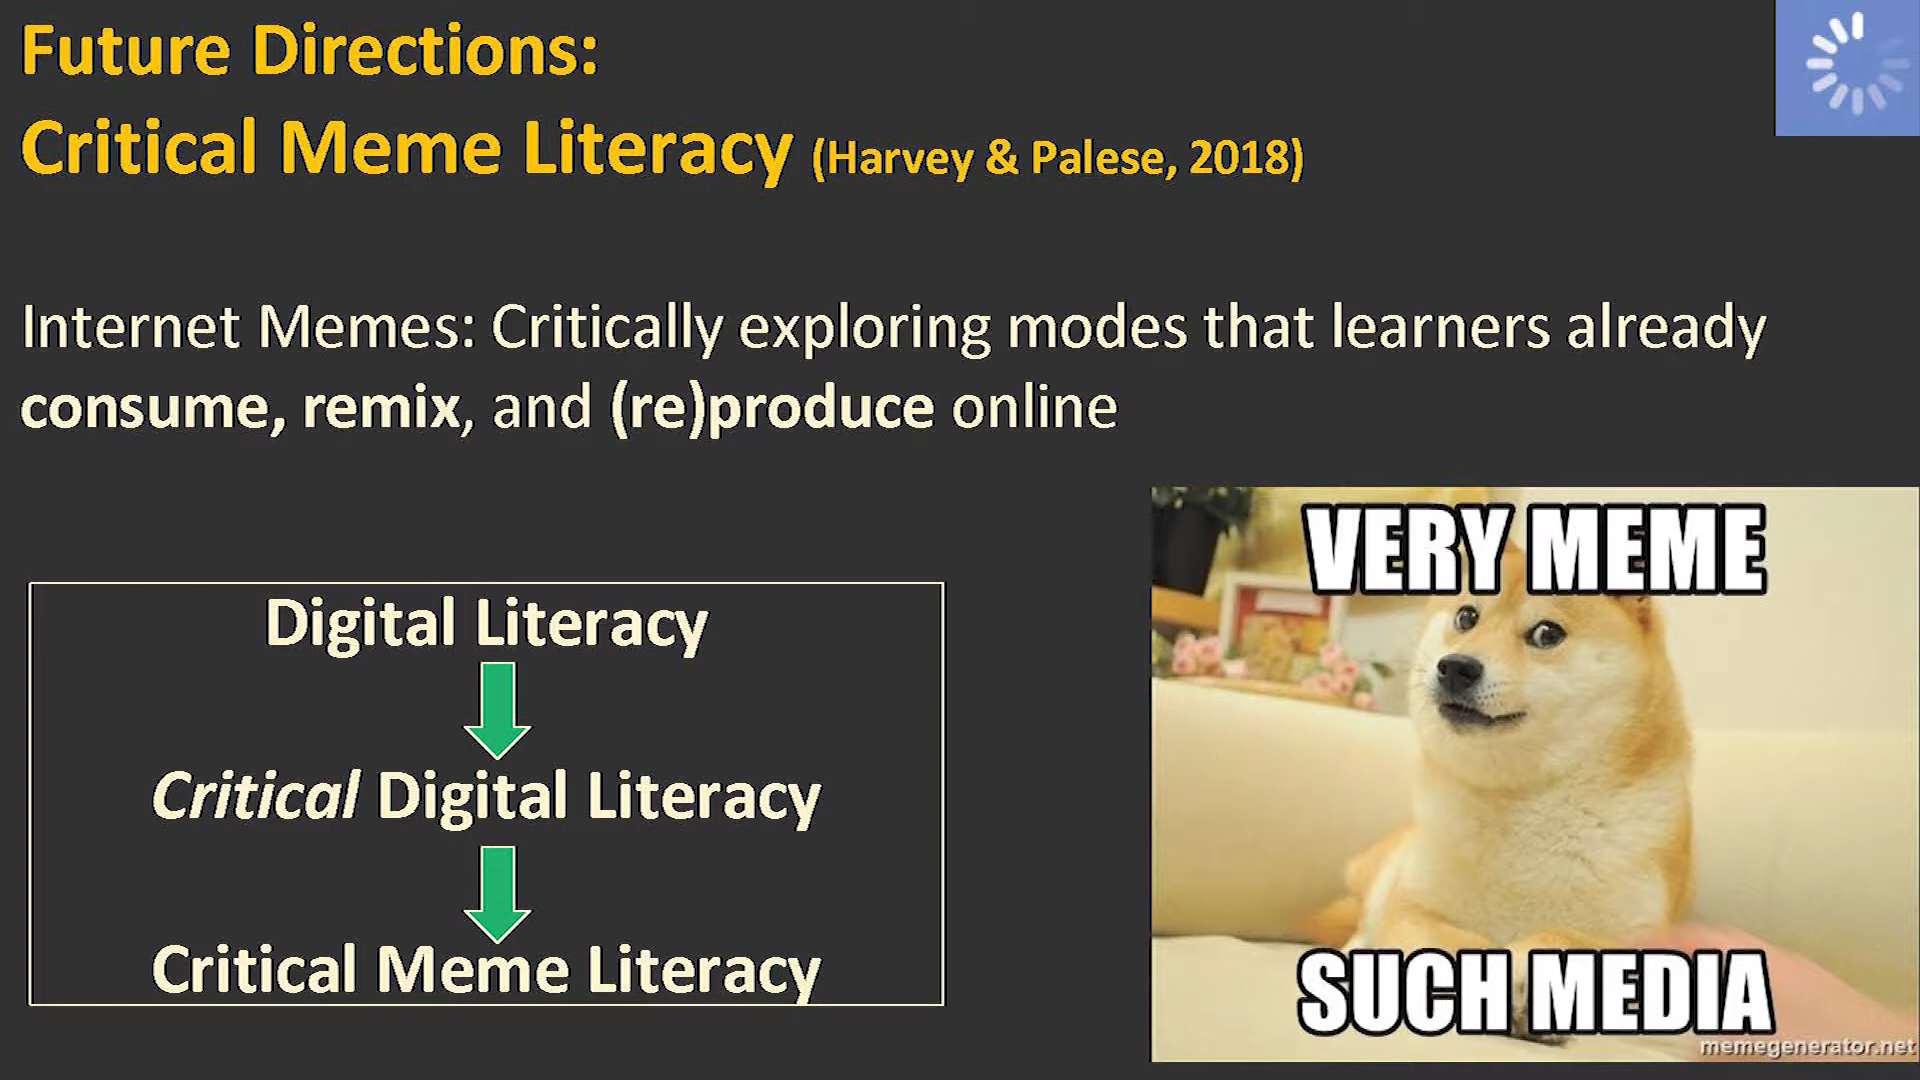 Future Directions:
Critical Meme Literacy (Harvey & Palese, 2018)
Internet Memes: Critically exploring modes that learners already
consume, remix, and (re)produce online
Digital Literacy
Critical Digital Literacy
Critical Meme Literacy
VERY MEME
SUCH MEDIA
memegenerator.net